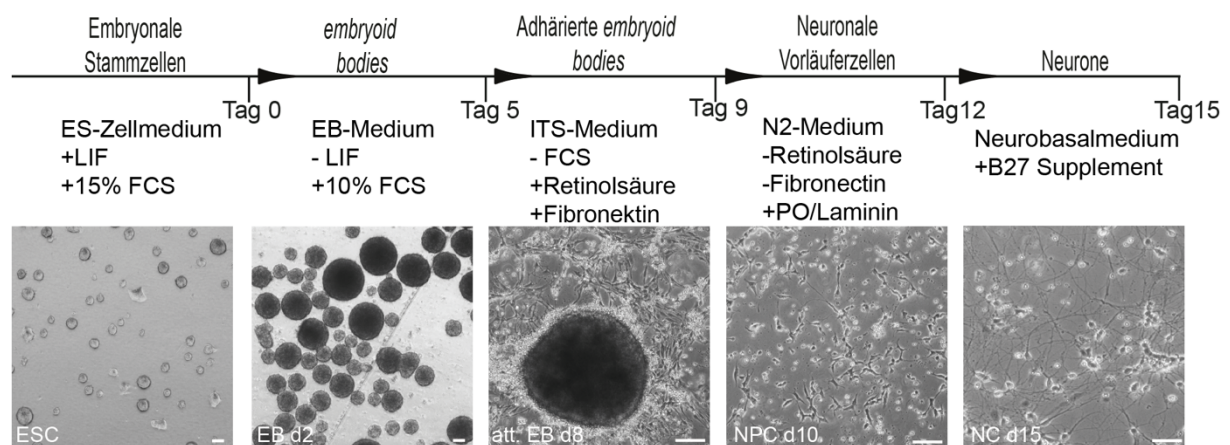 Embryonale
Stammzellen
embryoid
bodies
Adhärierte embryoid
bodies
Neuronale
Vorläuferzellen
Neurone
Tag 0
Tag 5
Tag 9
Tag12
Tag15
ES-Zellmedium
+LIF
+15% FCS
EB-Medium
- LIF
+10% FCS
ITS-Medium
- FCS
+Retinolsäure
+Fibronektin
N2-Medium
-Retinolsäure
-Fibronectin
+PO/Laminin
Neurobasalmedium
+B27 Supplement
ESC
EB d2
att. EB d8
NPC d10
NC d15